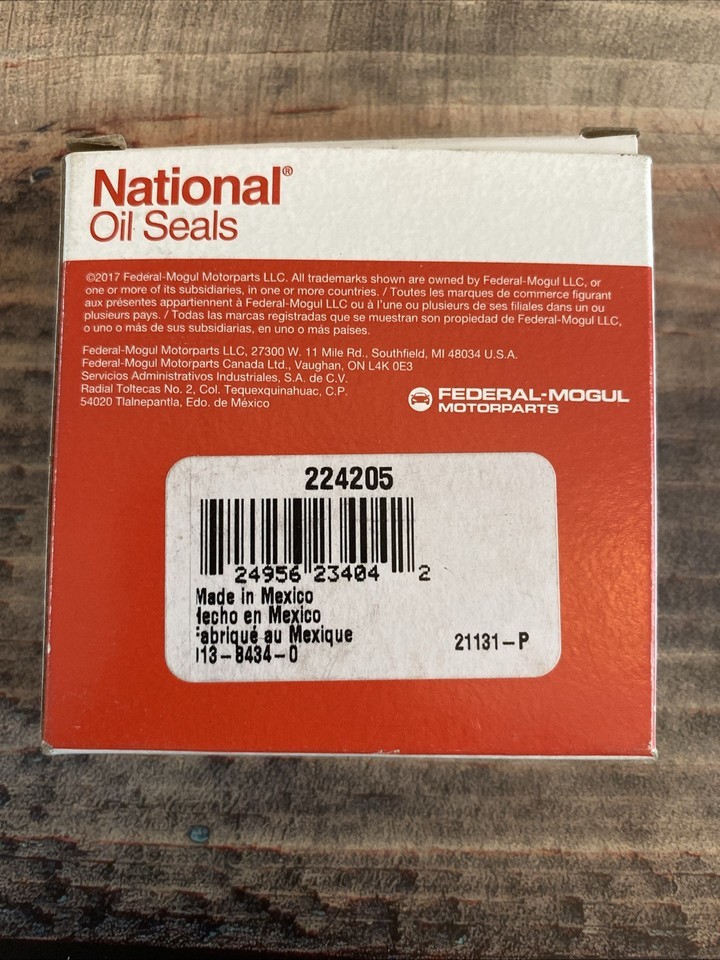 National®
Oil Seals
©2017 Federal-Mogul Motorparts LLC. All trademarks shown are owned by Federal-Mogul LLC, or
one or more of its subsidiaries, in one or more countries. / Toutes les marques de commerce figurant
aux présentes appartiennent à Federal-Mogul LLC ou à l'une ou plusieurs de ses filiales dans un ou
plusieurs pays. / Todas las marcas registradas que se muestran son propiedad de Federal-Mogul LLC,
o uno o más de sus subsidiarias, en uno o más países.
Federal-Mogul Motorparts LLC, 27300 W. 11 Mile Rd., Southfield, MI 48034 U.S.A.
Federal-Mogul Motorparts Canada Ltd., Vaughan, ON L4K 0E3
Servicios Administrativos Industriales, S.A. de C.V.
Radial Toltecas No. 2, Col. Tequexquinahuac, C.P.
54020 Tlalnepantla, Edo. de México
FEDERAL-MOGUL
MOTORPARTS
224205
24956 23404 2
Made in Mexico
Hecho en Mexico
Fabriqué au Mexique
113-8434-0
21131-P